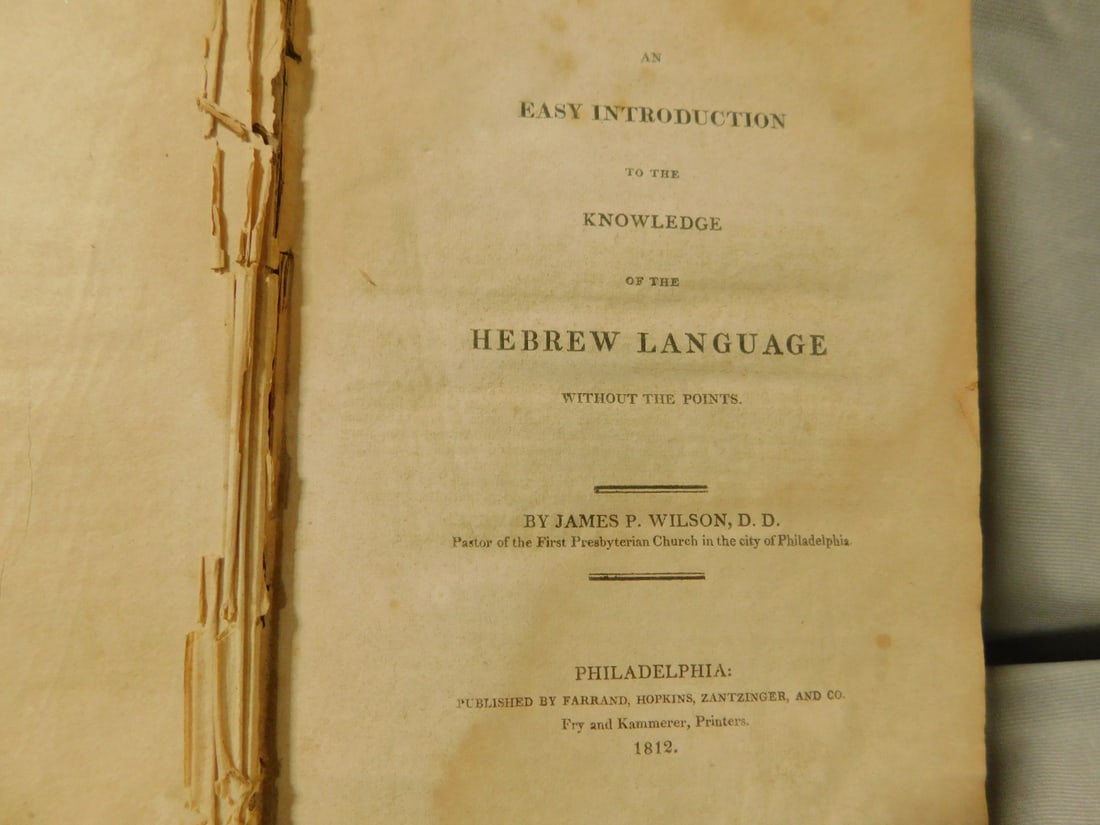 AN
EASY INTRODUCTION
TO THE
KNOWLEDGE
OF THE
HEBREW LANGUAGE
WITHOUT THE POINTS.
BY JAMES P. WILSON, D. D.
Pastor of the First Presbyterian Church in the city of Philadelphia
PHILADELPHIA:
PUBLISHED BY FARRAND, HOPKINS, ZANTZINGER, AND CO.
Fry and Kammerer, Printers.
1812.